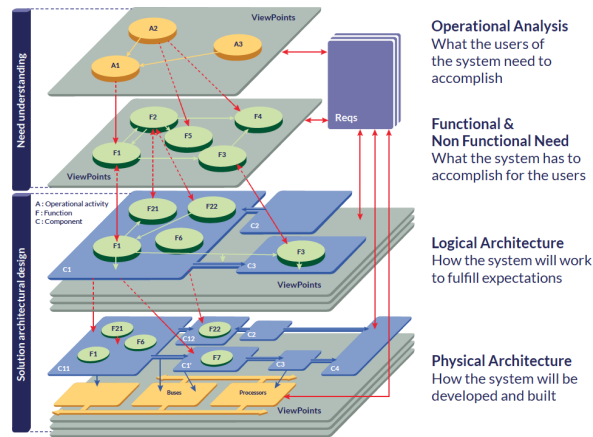 Need understanding
Solution architectural design
ViewPoints
A2
A3
A1
Reqs
F2
F4
F5
F1
F3
ViewPoints
A : Operational activity
F : Function
C : Component
F21
F22
C2
F1
F6
F3
C1
C3
F21
F22
C2
C12
F6
F1
F7
C3
C11
C1'
C4
Buses
Processors
ViewPoints
Operational Analysis
What the users of
the system need to
accomplish
Functional &
Non Functional Need
What the system has to
accomplish for the users
Logical Architecture
How the system will work
to fulfill expectations
Physical Architecture
How the system will be
developed and built